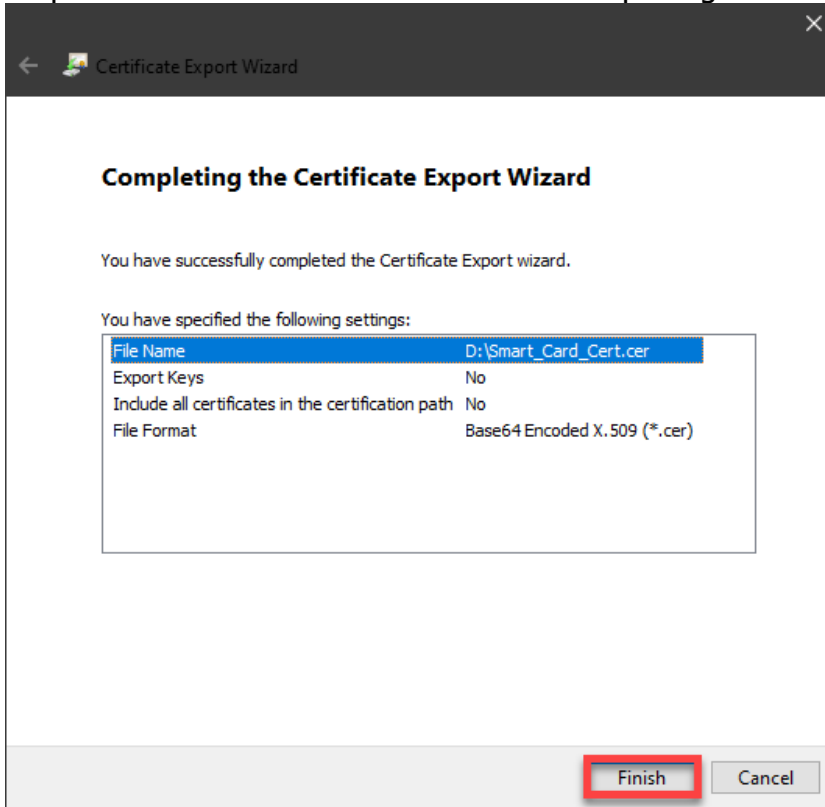 Certificate Export Wizard
Completing the Certificate Export Wizard
You have successfully completed the Certificate Export wizard.
You have specified the following settings:
File Name D:\Smart_Card_Cert.cer
Export Keys No
Include all certificates in the certification path No
File Format Base64 Encoded X.509 (*.cer)
Finish Cancel